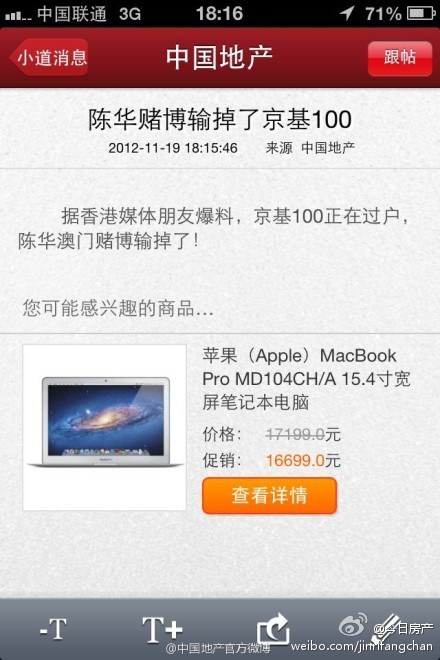 中国联通 3G 18:16 71%
小道消息 中国地产 跟帖
陈华赌博输掉了京基100
2012-11-19 18:15:46 来源 中国地产
据香港媒体朋友爆料，京基100正在过户，
陈华澳门赌博输掉了！
您可能感兴趣的商品...
苹果（Apple）MacBook
Pro MD104CH/A 15.4寸宽
屏笔记本电脑
价格： 17199.0元
促销： 16699.0元
查看详情
-T T+
@今日房产
@中国地产官方微博
weibo.com/jinrifangchan